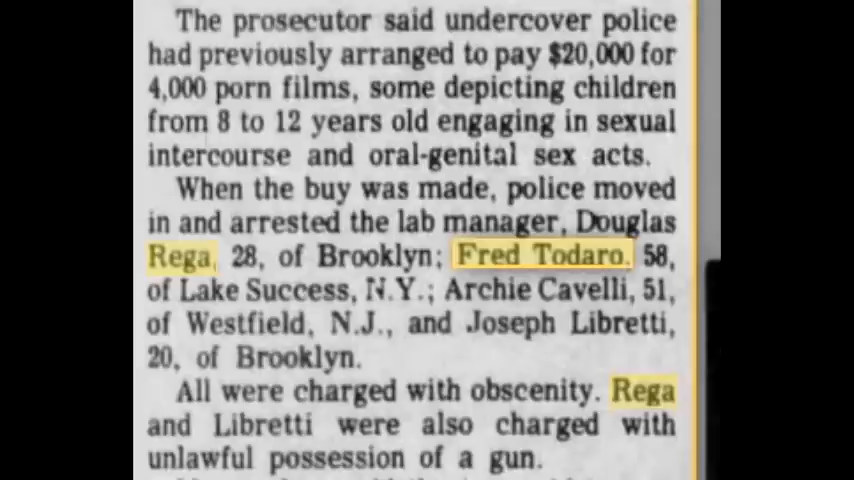 The prosecutor said undercover police
had previously arranged to pay $20,000 for
4,000 porn films, some depicting children
from 8 to 12 years old engaging in sexual
intercourse and oral-genital sex acts.
When the buy was made, police moved
in and arrested the lab manager, Douglas
Rega, 28, of Brooklyn; Fred Todaro, 58,
of Lake Success, N.Y.; Archie Cavelli, 51,
of Westfield, N.J., and Joseph Libretti,
20, of Brooklyn.
All were charged with obscenity. Rega
and Libretti were also charged with
unlawful possession of a gun.